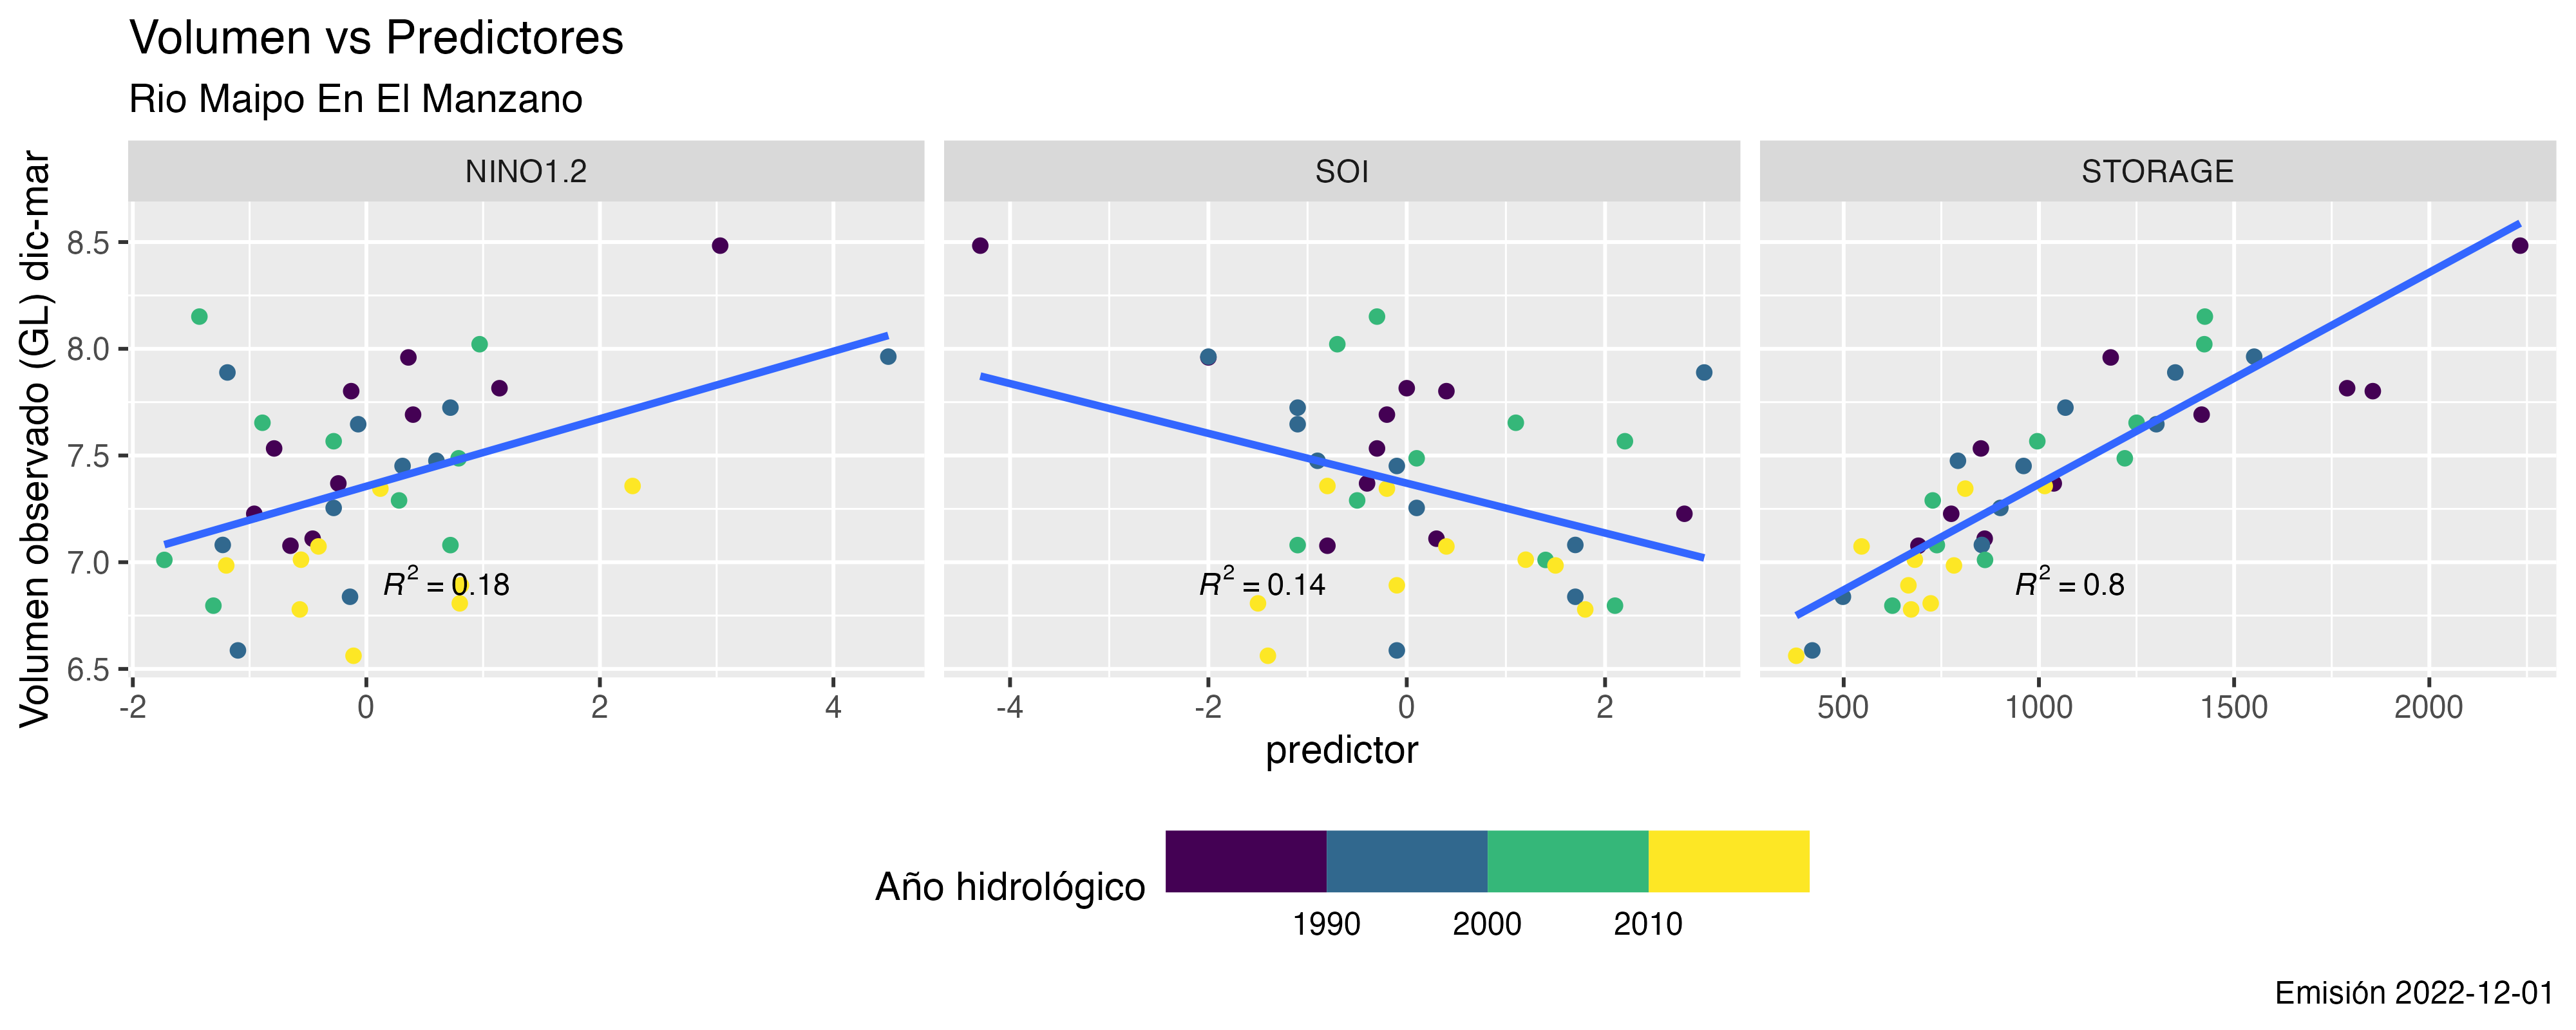 Volumen vs Predictores
Rio Maipo En El Manzano
Volumen observado (GL) dic-mar
NINO1.2
SOI
STORAGE
8.5
8.0
7.5
7.0
6.5
R² = 0.18
R² = 0.14
R² = 0.8
-2 0 2 4
-4 -2 0 2
500 1000 1500 2000
predictor
Año hidrológico
1990 2000 2010
Emisión 2022-12-01